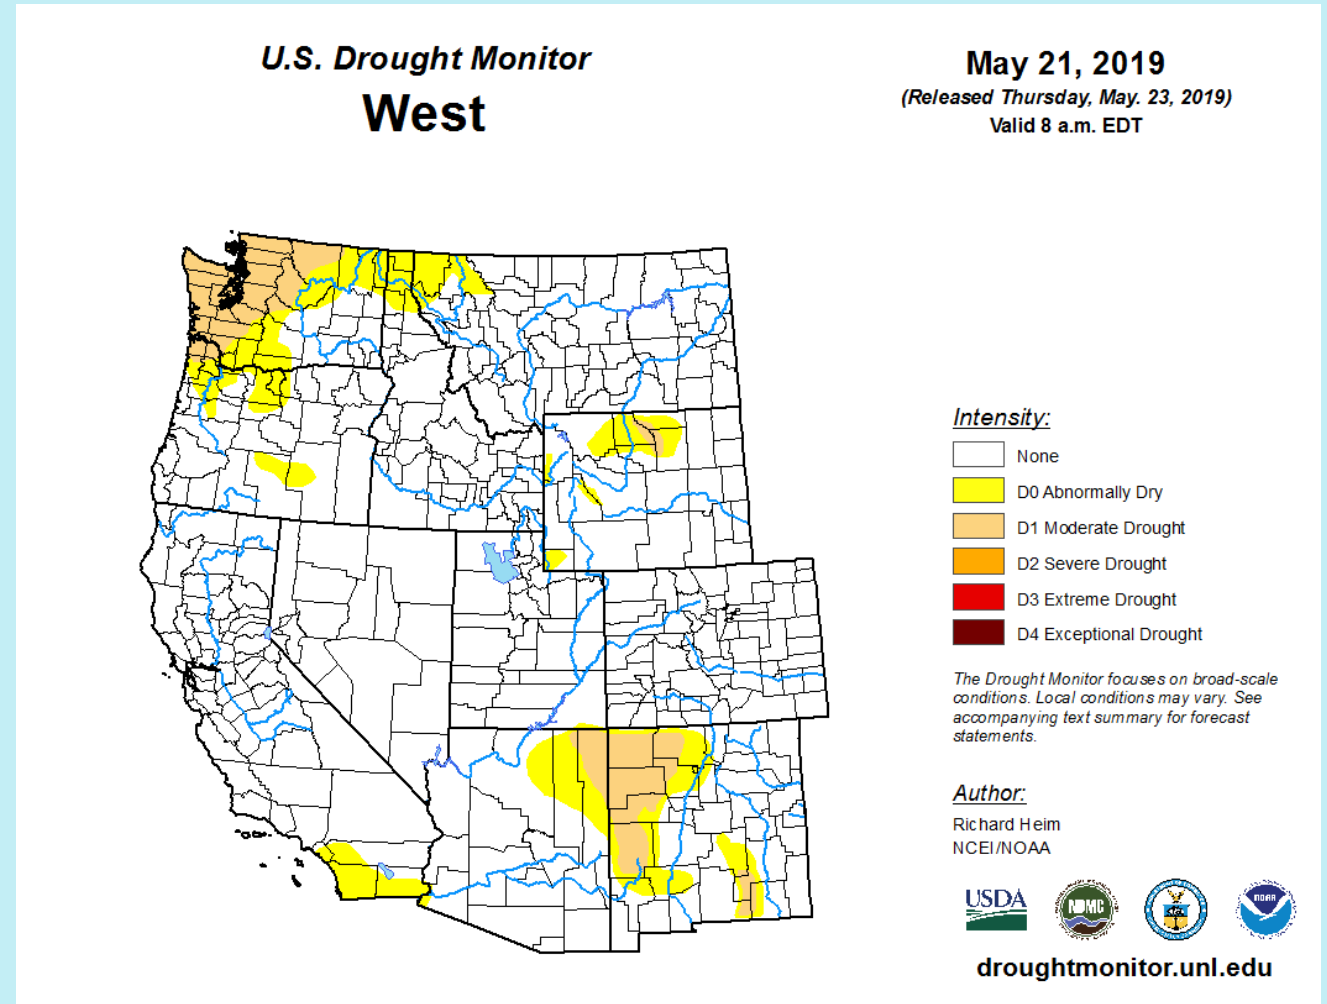 U.S. Drought Monitor
West
May 21, 2019
(Released Thursday, May. 23, 2019)
Valid 8 a.m. EDT
Intensity:
None
D0 Abnormally Dry
D1 Moderate Drought
D2 Severe Drought
D3 Extreme Drought
D4 Exceptional Drought
The Drought Monitor focuses on broad-scale
conditions. Local conditions may vary. See
accompanying text summary for forecast
statements.
Author:
Richard Heim
NCEI/NOAA
USDA
NDMC
NOAA
droughtmonitor.unl.edu